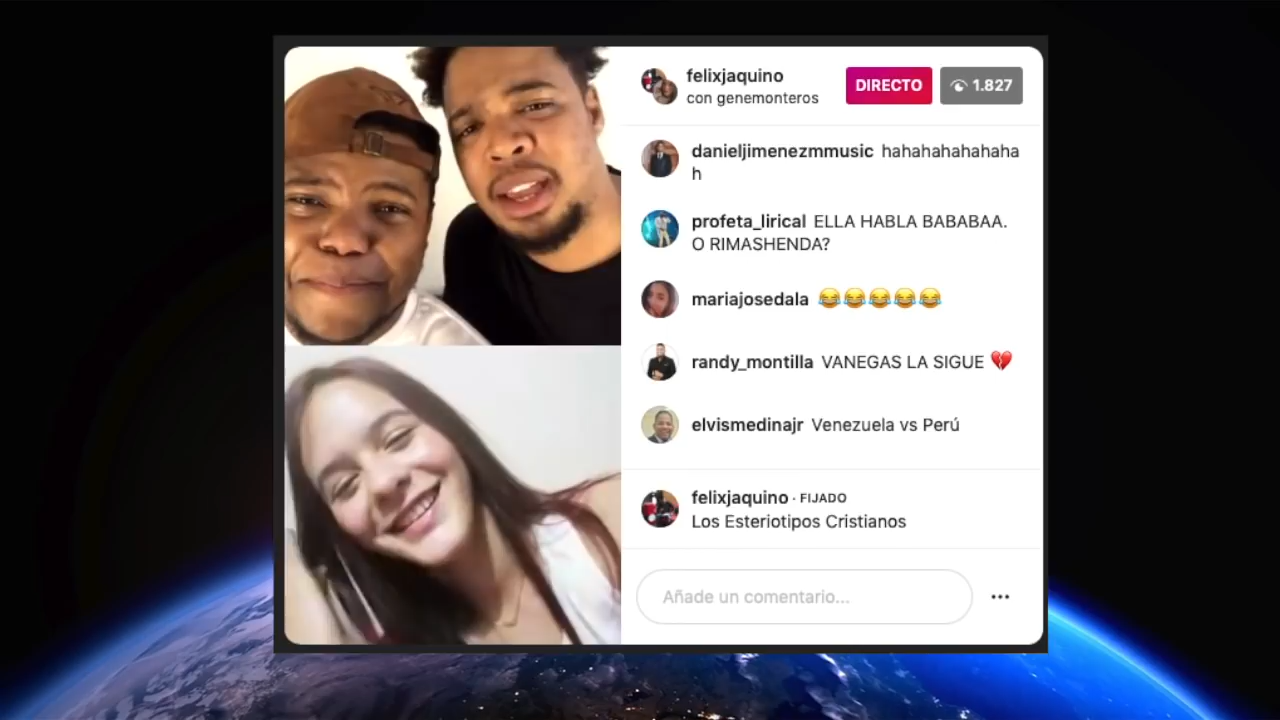 felixjaquino
con genemonteros
DIRECTO
1.827
danieljimenezmmusic hahahahahahaha
h
profeta_lirical ELLA HABLA BABABAA.
O RIMASHENDA?
mariajosedala 😂😂😂😂😂
randy_montilla VANEGAS LA SIGUE 💔
elvismedinajr Venezuela vs Perú
felixjaquino · FIJADO
Los Esteriotipos Cristianos
Añade un comentario...